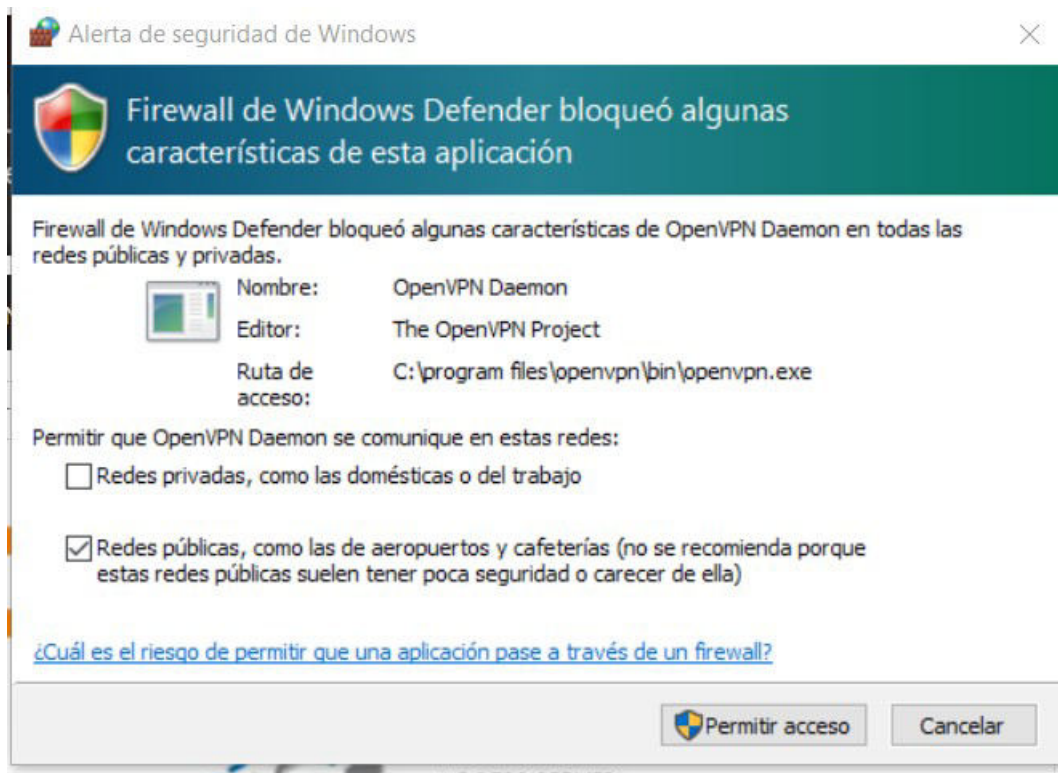 Alerta de seguridad de Windows
Firewall de Windows Defender bloqueó algunas
características de esta aplicación
Firewall de Windows Defender bloqueó algunas características de OpenVPN Daemon en todas las
redes públicas y privadas.
Nombre: OpenVPN Daemon
Editor: The OpenVPN Project
Ruta de C:\program files\openvpn\bin\openvpn.exe
acceso:
Permitir que OpenVPN Daemon se comunique en estas redes:
Redes privadas, como las domésticas o del trabajo
Redes públicas, como las de aeropuertos y cafeterías (no se recomienda porque
estas redes públicas suelen tener poca seguridad o carecer de ella)
¿Cuál es el riesgo de permitir que una aplicación pase a través de un firewall?
Permitir acceso Cancelar